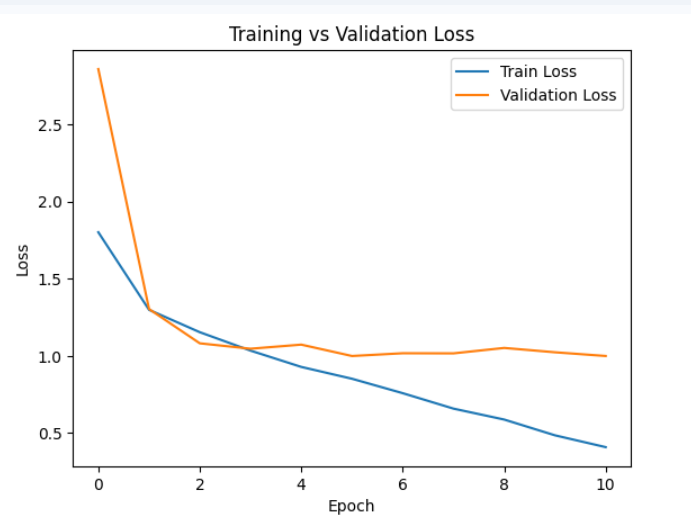 Training vs Validation Loss
Train Loss
Validation Loss
2.5
2.0
1.5
1.0
0.5
Loss
0 2 4 6 8 10
Epoch